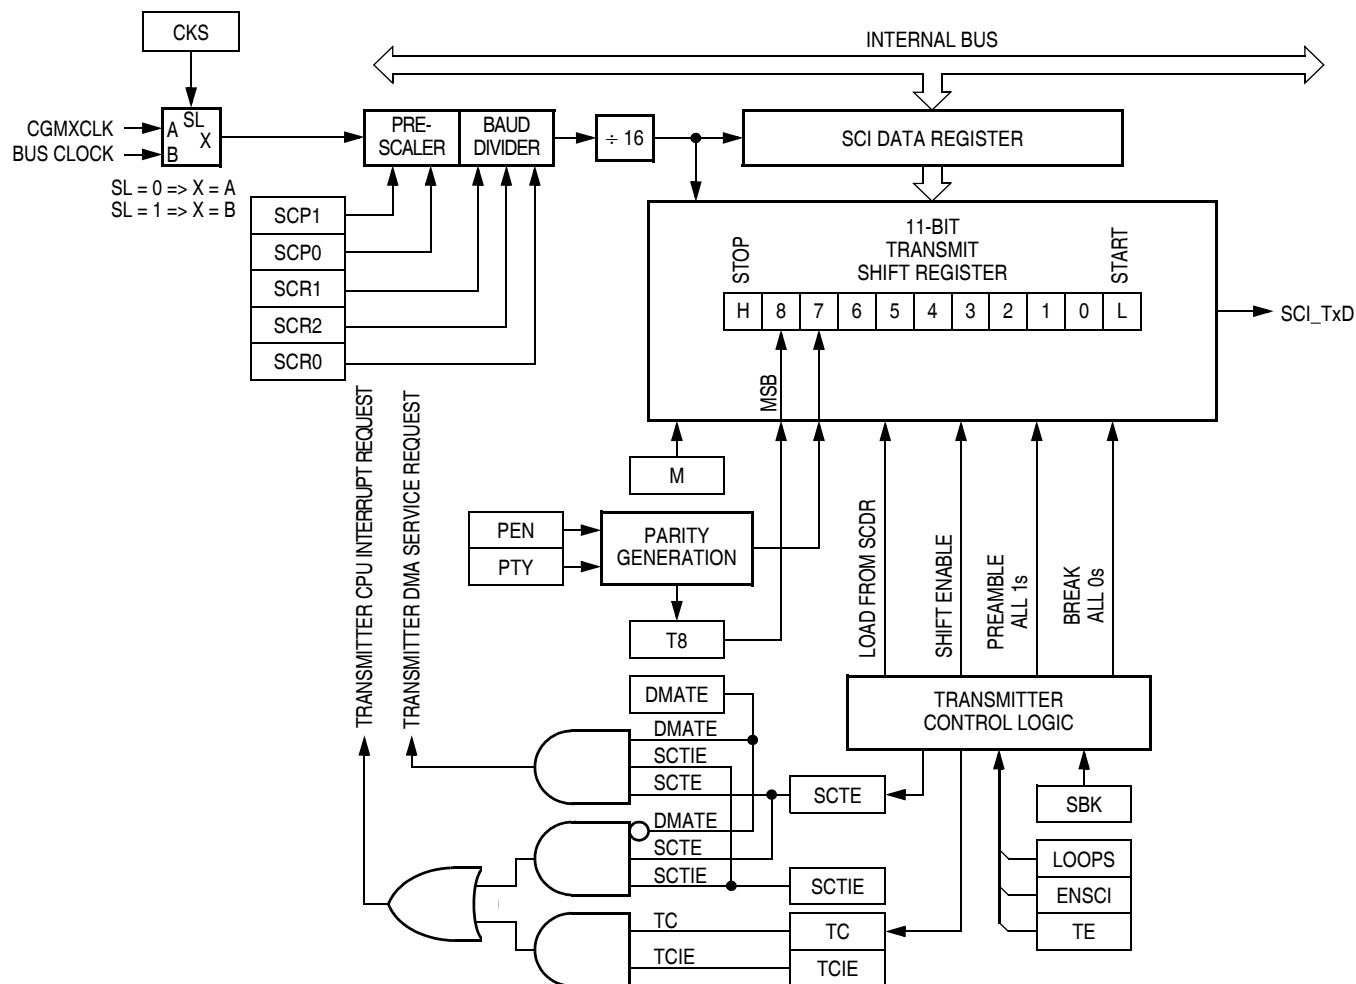 CKS
INTERNAL BUS
CGMXCLK
BUS CLOCK
A
SL
X
B
SL = 0 => X = A
SL = 1 => X = B
PRE-
SCALER
BAUD
DIVIDER
÷ 16
SCI DATA REGISTER
SCP1
SCP0
SCR1
SCR2
SCR0
11-BIT
TRANSMIT
SHIFT REGISTER
STOP
START
H 8 7 6 5 4 3 2 1 0 L
SCI_TxD
MSB
TRANSMITTER CPU INTERRUPT REQUEST
TRANSMITTER DMA SERVICE REQUEST
M
PEN
PTY
PARITY
GENERATION
T8
LOAD FROM SCDR
SHIFT ENABLE
PREAMBLE
ALL 1s
BREAK
ALL 0s
DMATE
TRANSMITTER
CONTROL LOGIC
DMATE
SCTIE
SCTE
SCTE
SBK
DMATE
SCTE
SCTIE
SCTIE
LOOPS
ENSCI
TE
TC
TC
TCIE
TCIE